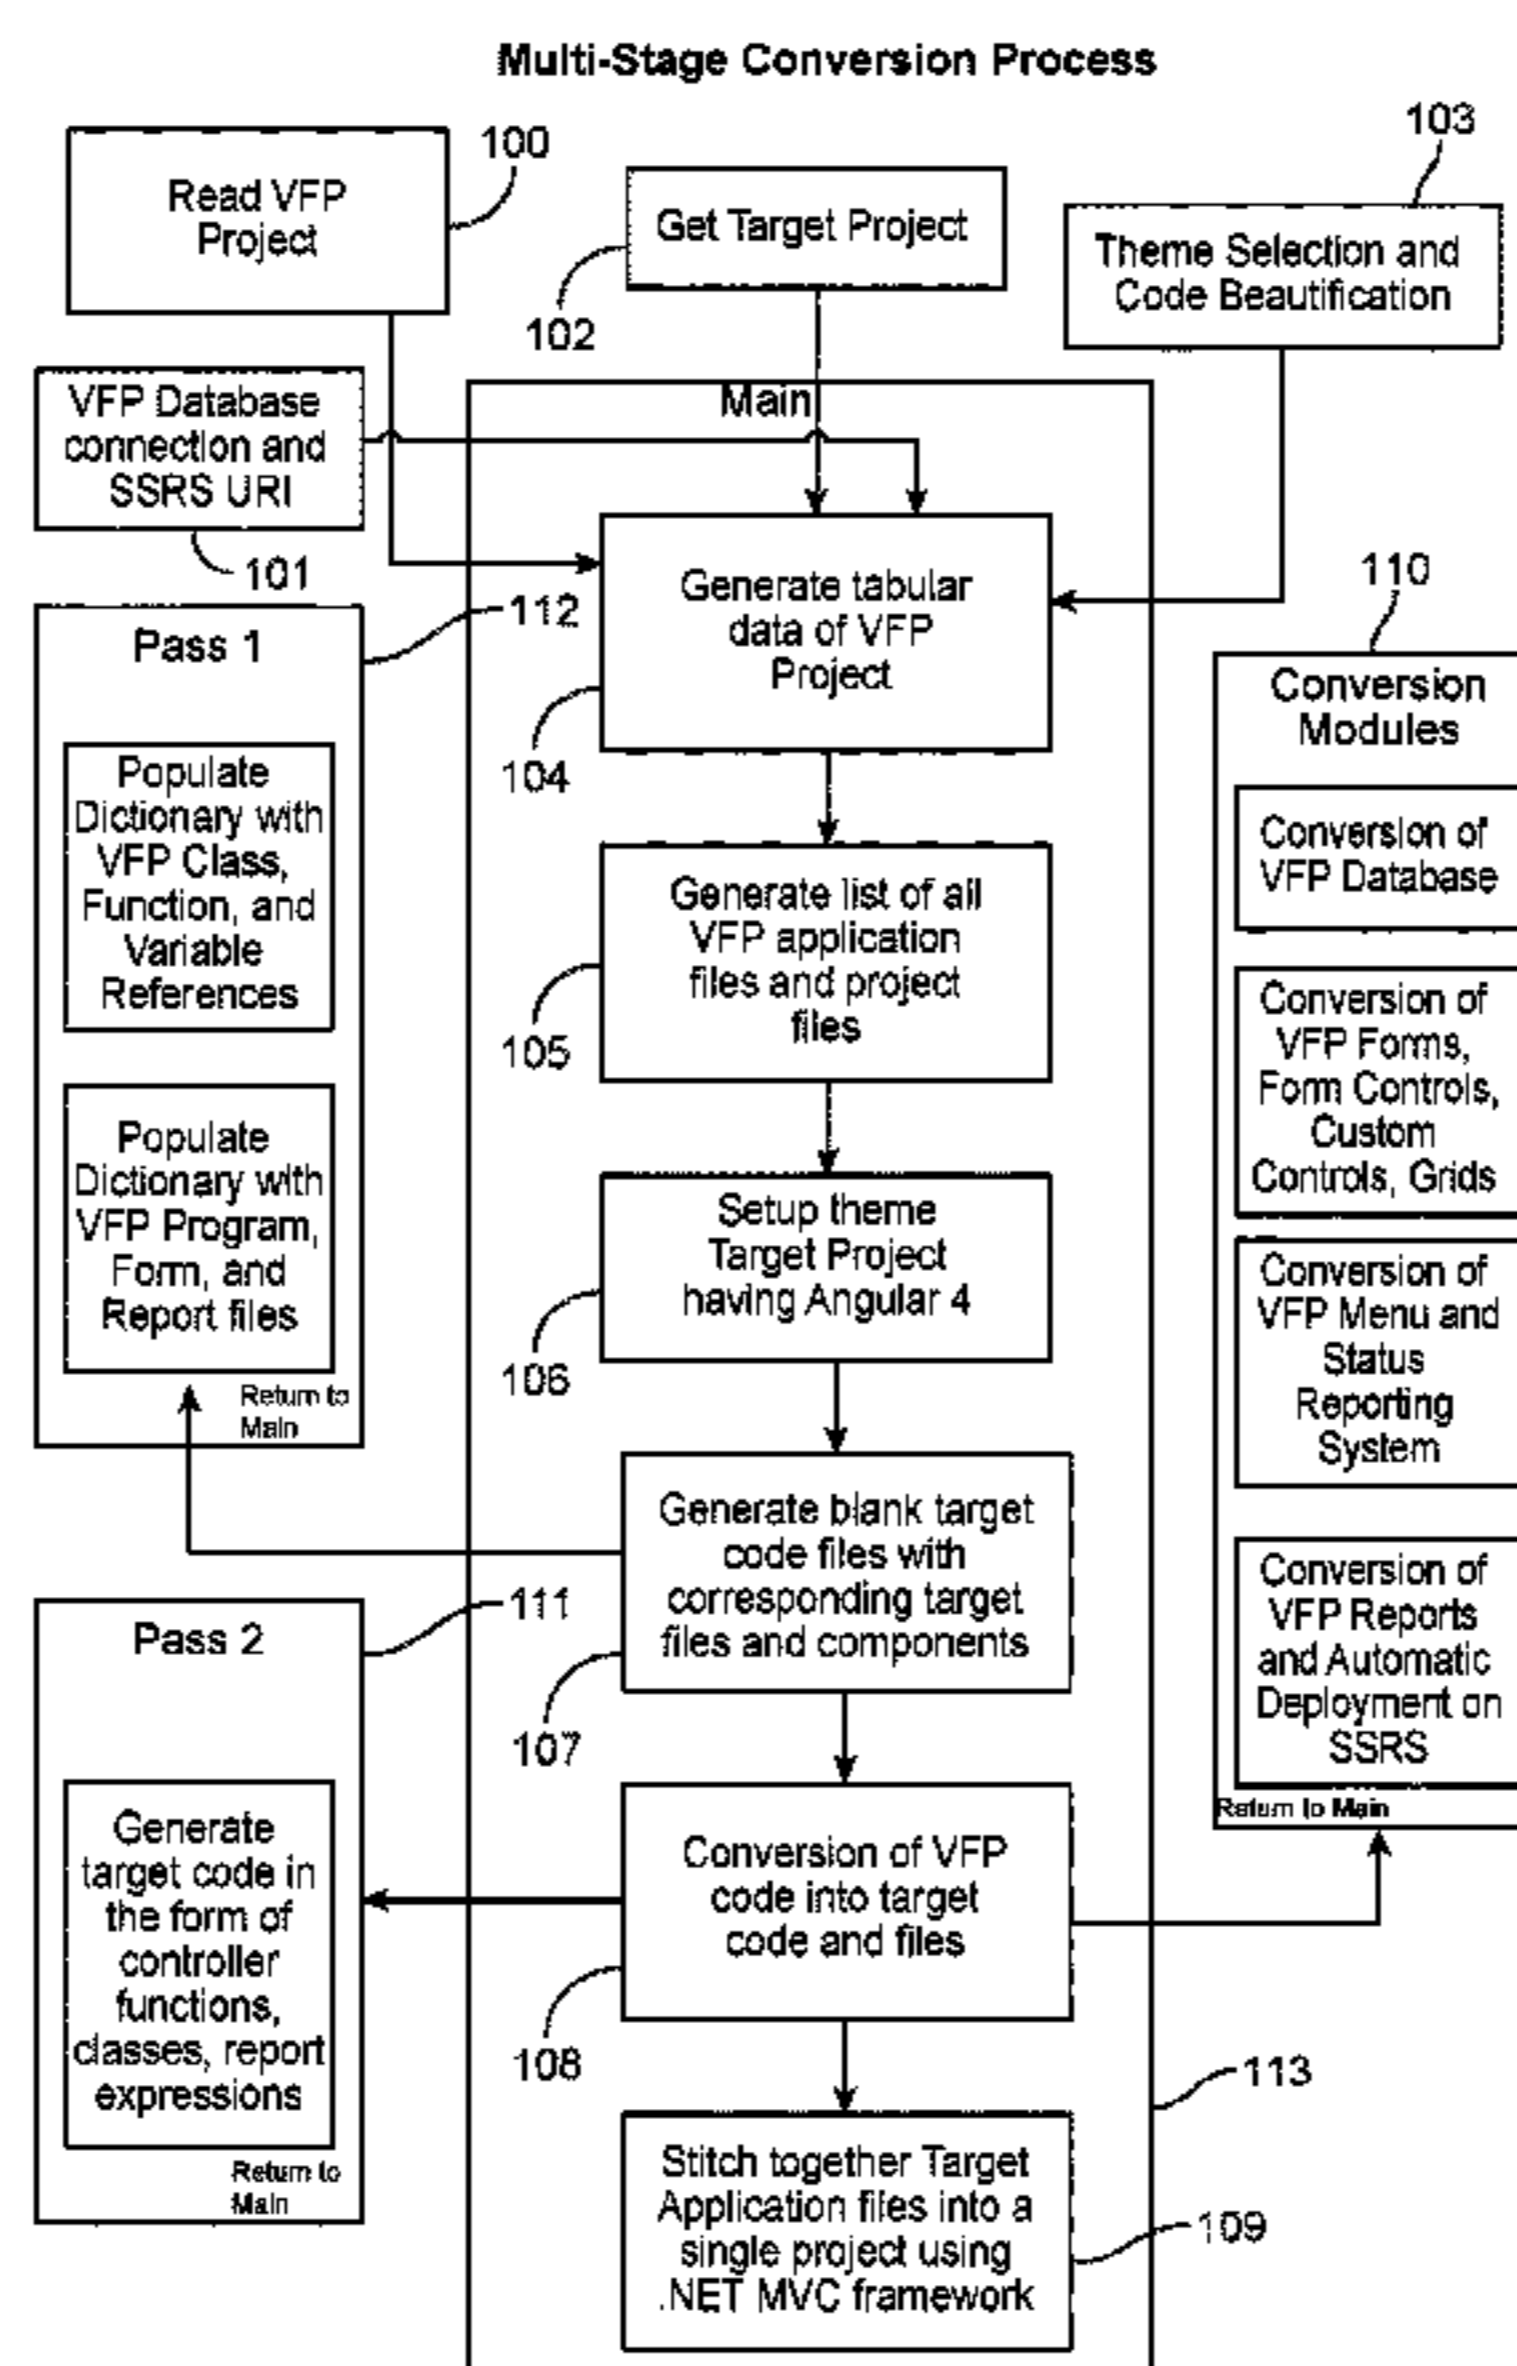 Multi-Stage Conversion Process
100
Read VFP
Project
102
Get Target Project
103
Theme Selection and
Code Beautification
VFP Database
connection and
SSRS URI
101
Main
112
Pass 1
Populate
Dictionary with
VFP Class,
Function, and
Variable
References
Populate
Dictionary with
VFP Program,
Form, and
Report files
Return to
Main
111
Pass 2
Generate
target code in
the form of
controller
functions,
classes, report
expressions
Return to
Main
Generate tabular
data of VFP
Project
104
Generate list of all
VFP application
files and project
files
105
Setup theme
Target Project
having Angular 4
106
Generate blank target
code files with
corresponding target
files and components
107
Conversion of VFP
code into target
code and files
108
Stitch together Target
Application files into a
single project using
.NET MVC framework
109
113
110
Conversion
Modules
Conversion of
VFP Database
Conversion of
VFP Forms,
Form Controls,
Custom
Controls, Grids
Conversion of
VFP Menu and
Status
Reporting
System
Conversion of
VFP Reports
and Automatic
Deployment on
SSRS
Return to Main